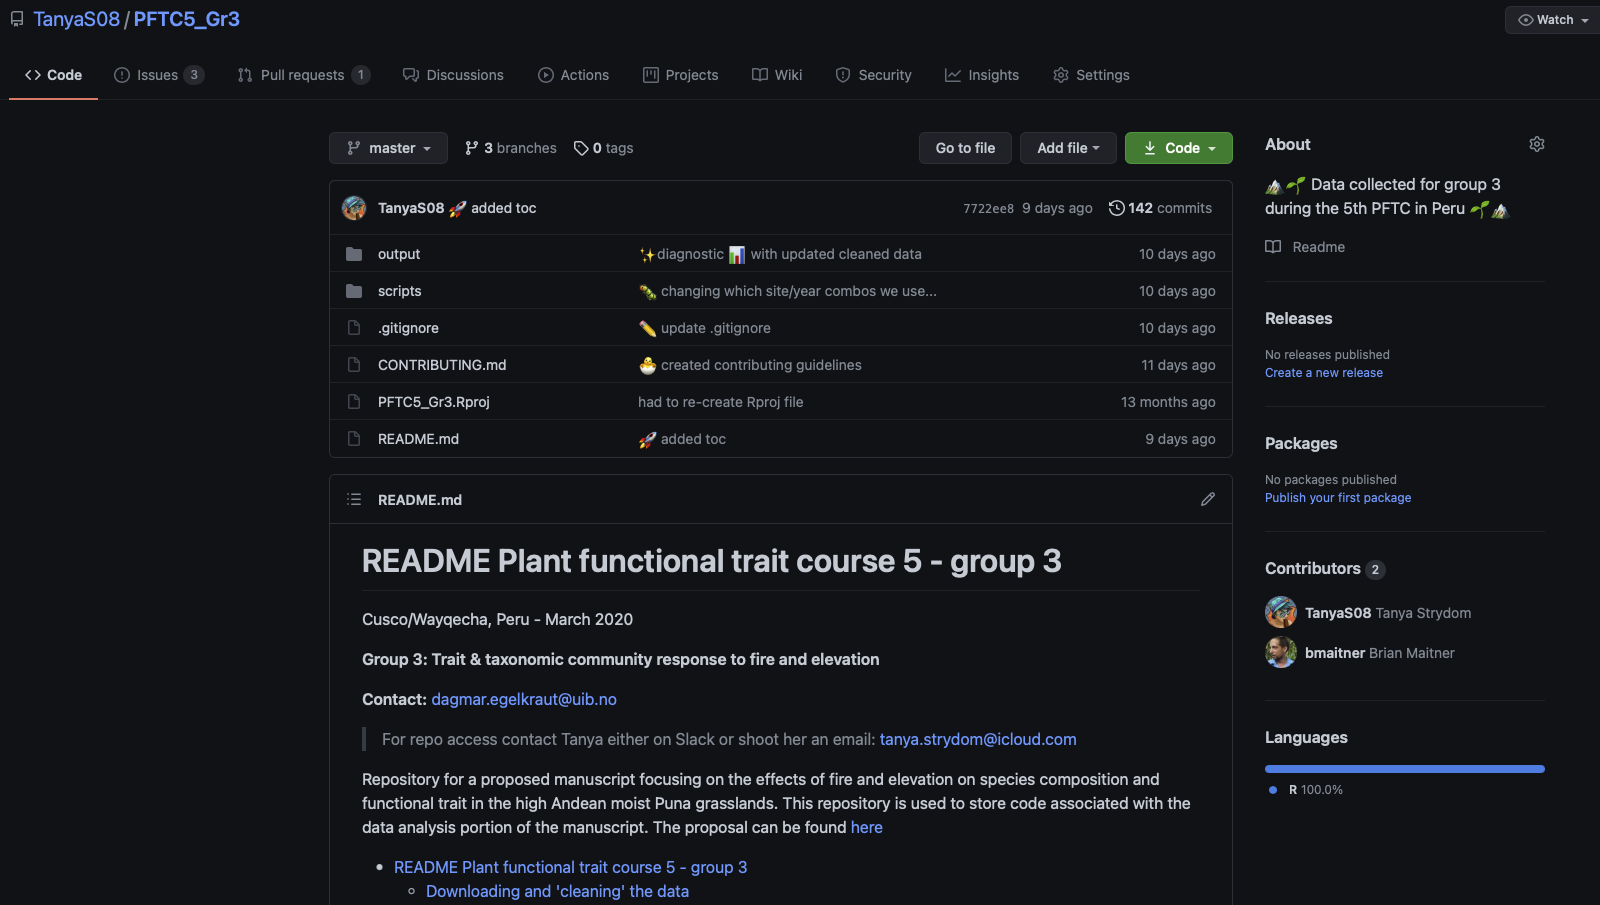 TanyaS08 / PFTC5_Gr3
Watch
Code
Issues 3
Pull requests 1
Discussions
Actions
Projects
Wiki
Security
Insights
Settings
master
3 branches
0 tags
Go to file
Add file
Code
TanyaS08 🚀 added toc
7722ee8 9 days ago
142 commits
output
✨diagnostic 📊 with updated cleaned data
10 days ago
scripts
🐛 changing which site/year combos we use...
10 days ago
.gitignore
✏️ update .gitignore
10 days ago
CONTRIBUTING.md
🐣 created contributing guidelines
11 days ago
PFTC5_Gr3.Rproj
had to re-create Rproj file
13 months ago
README.md
🚀 added toc
9 days ago
README.md
README Plant functional trait course 5 - group 3
Cusco/Wayqecha, Peru - March 2020
Group 3: Trait & taxonomic community response to fire and elevation
Contact: dagmar.egelkraut@uib.no
For repo access contact Tanya either on Slack or shoot her an email: tanya.strydom@icloud.com
Repository for a proposed manuscript focusing on the effects of fire and elevation on species composition and
functional trait in the high Andean moist Puna grasslands. This repository is used to store code associated with the
data analysis portion of the manuscript. The proposal can be found here
README Plant functional trait course 5 - group 3
Downloading and 'cleaning' the data
About
⛰️🌱 Data collected for group 3
during the 5th PFTC in Peru 🌱⛰️
Readme
Releases
No releases published
Create a new release
Packages
No packages published
Publish your first package
Contributors 2
TanyaS08 Tanya Strydom
bmaitner Brian Maitner
Languages
R 100.0%